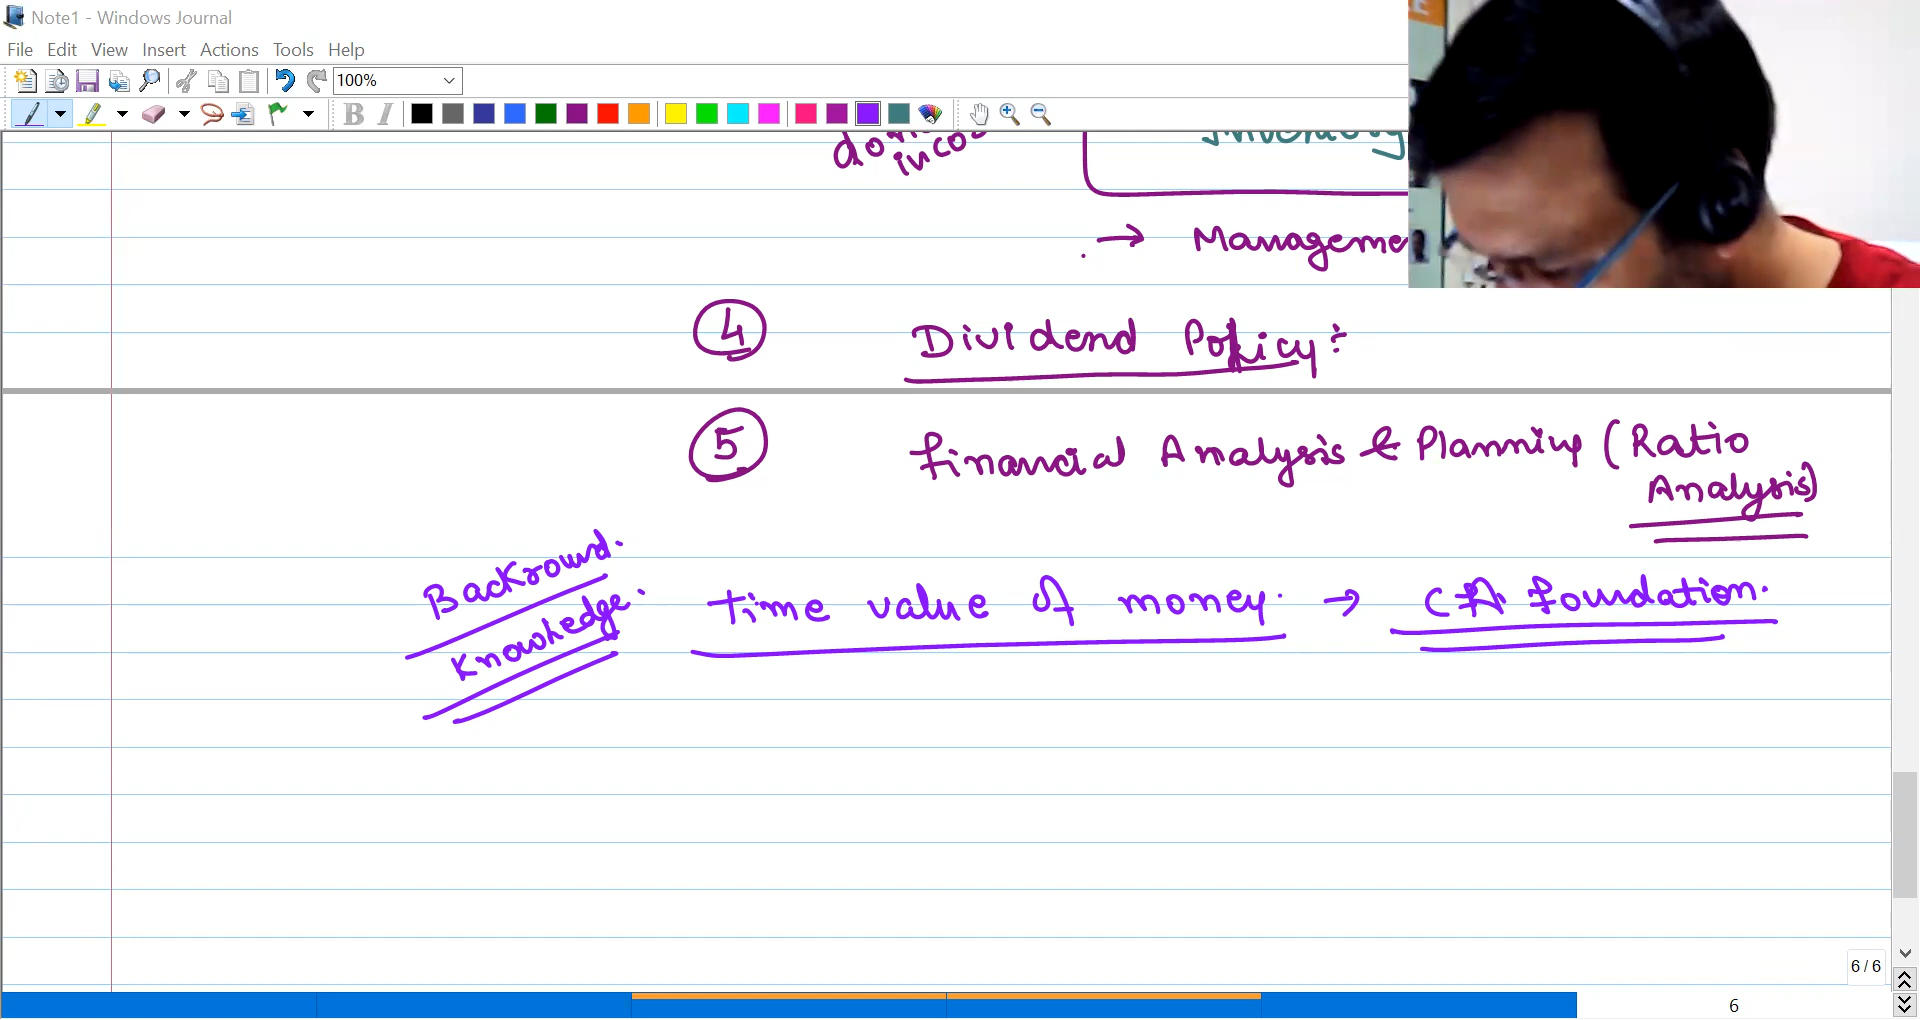 Note1 - Windows Journal
File Edit View Insert Actions Tools Help
100%
B I
→ Manageme
4 Dividend Policy :
5 Financial Analysis & Planning (Ratio
Analysis)
Backround.
Knowledge.
time value of money. → CA foundation.
6 / 6
6